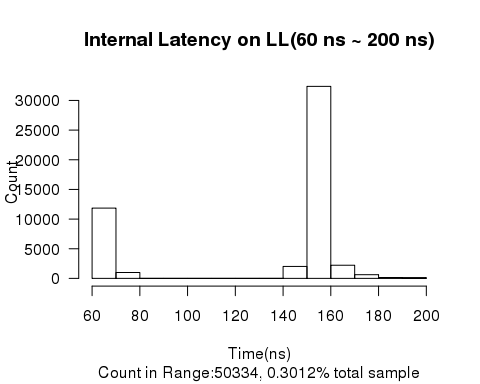 Internal Latency on LL(60 ns ~ 200 ns)
Count
30000
25000
20000
15000
10000
5000
0
60 80 100 120 140 160 180 200
Time(ns)
Count in Range:50334, 0.3012% total sample